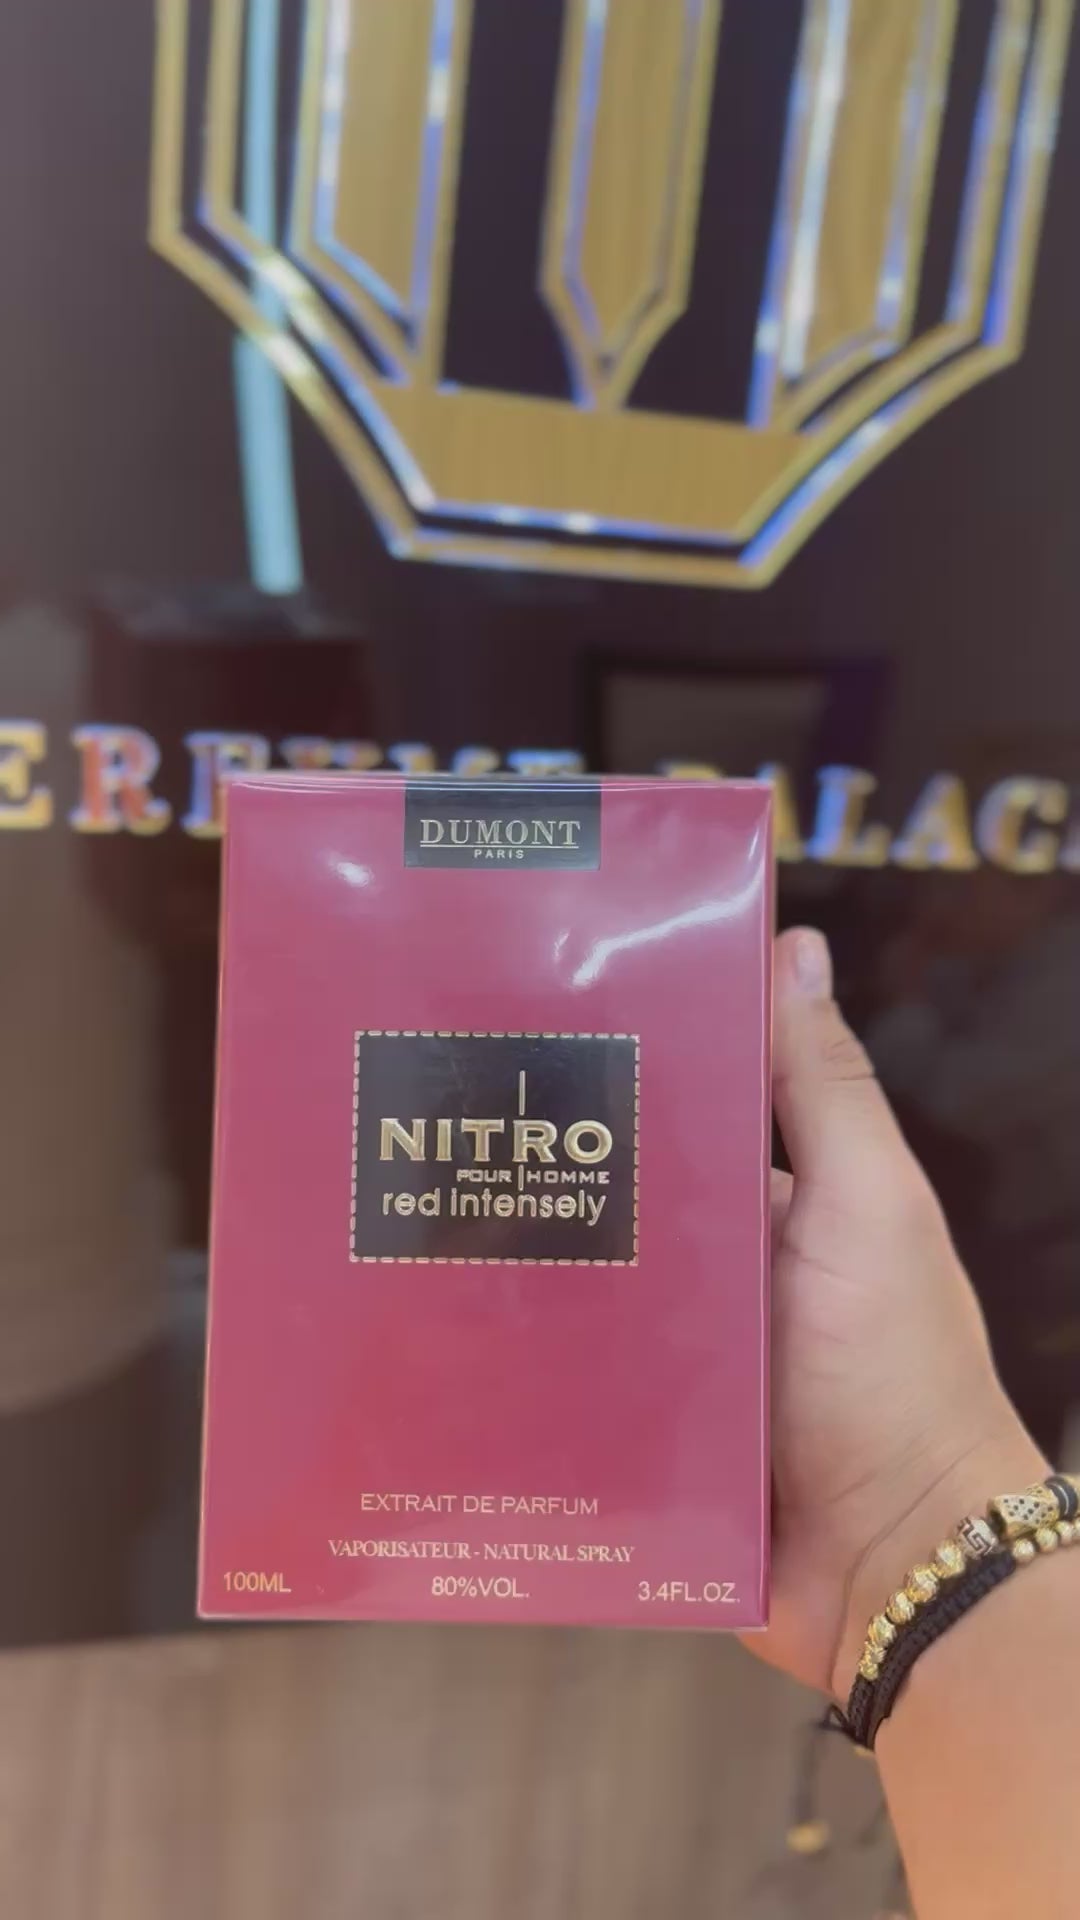 PALAC
DUMONT
PARIS
NITRO
POUR HOMME
red intensely
EXTRAIT DE PARFUM
VAPORISATEUR - NATURAL SPRAY
100ML 80%VOL. 3.4FL.OZ.